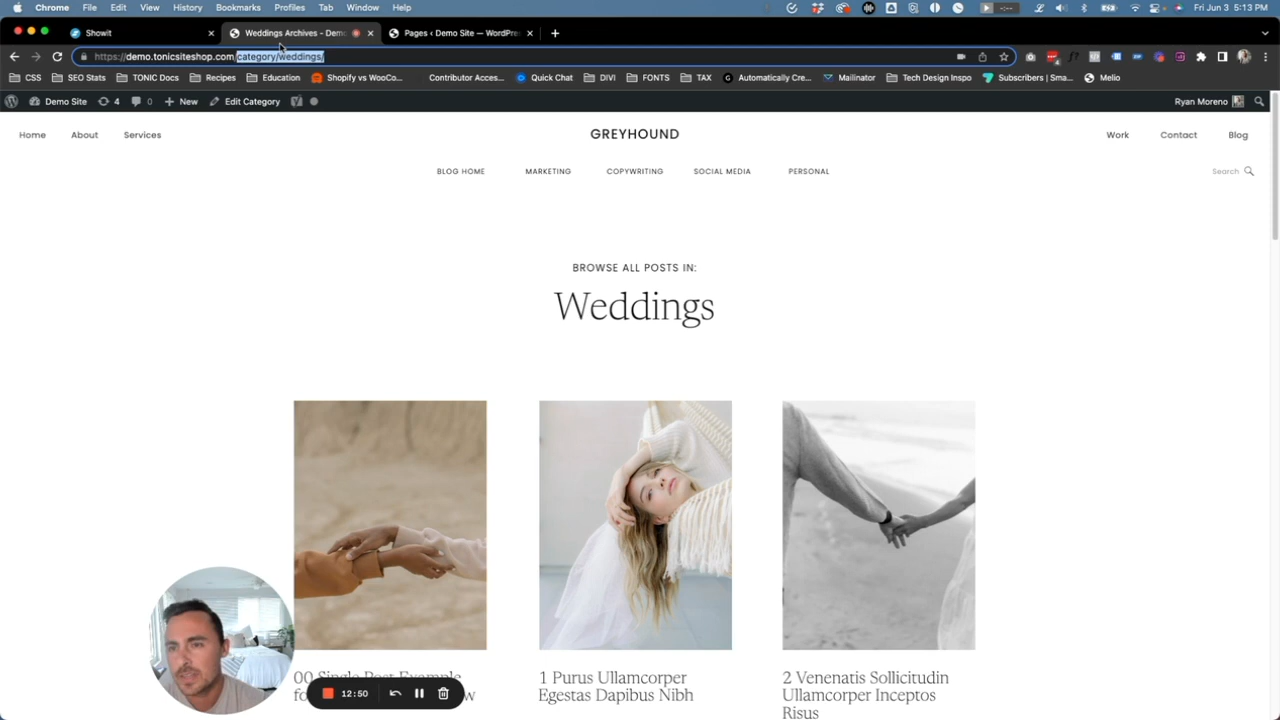 Chrome File Edit View History Bookmarks Profiles Tab Window Help Fri Jun 3 5:13 PM
Showit Weddings Archives - Demo Pages ‹ Demo Site — WordPres
https://demo.tonicsiteshop.com/category/weddings/
CSS SEO Stats TONIC Docs Recipes Education Shopify vs WooCo... Contributor Acces... Quick Chat DIVI FONTS TAX Automatically Cre... Mailinator Tech Design Inspo Subscribers | Sma... Melio
Demo Site 4 0 New Edit Category Ryan Moreno
Home About Services GREYHOUND Work Contact Blog
BLOG HOME MARKETING COPYWRITING SOCIAL MEDIA PERSONAL Search
BROWSE ALL POSTS IN:
Weddings
00 Single Post Example
1 Purus Ullamcorper
Egestas Dapibus Nibh
2 Venenatis Sollicitudin
Ullamcorper Inceptos
Risus
12:50